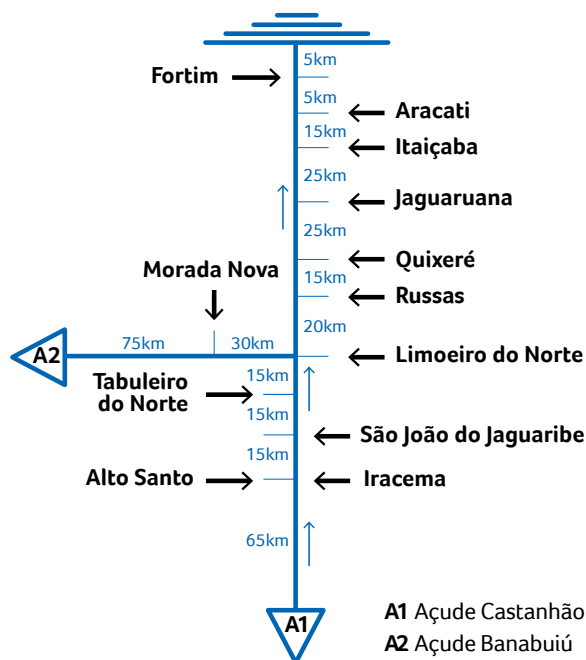 5km
Fortim
5km
Aracati
15km
Itaiçaba
25km
Jaguaruana
25km
Quixeré
Morada Nova
15km
Russas
20km
75km
30km
A2
Limoeiro do Norte
15km
Tabuleiro
do Norte
15km
São João do Jaguaribe
15km
Alto Santo
Iracema
65km
A1
A1 Açude Castanhão
A2 Açude Banabuiú